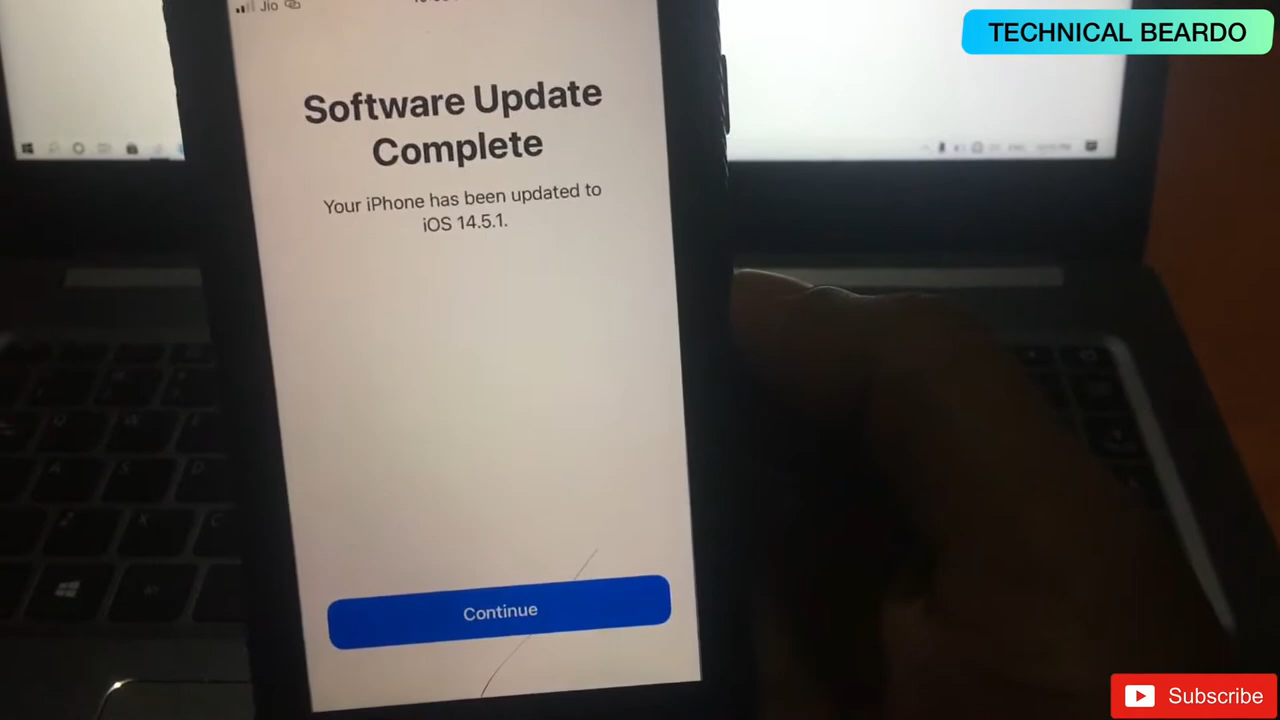 Jio
TECHNICAL BEARDO
Software Update
Complete
Your iPhone has been updated to
iOS 14.5.1.
Continue
Subscribe